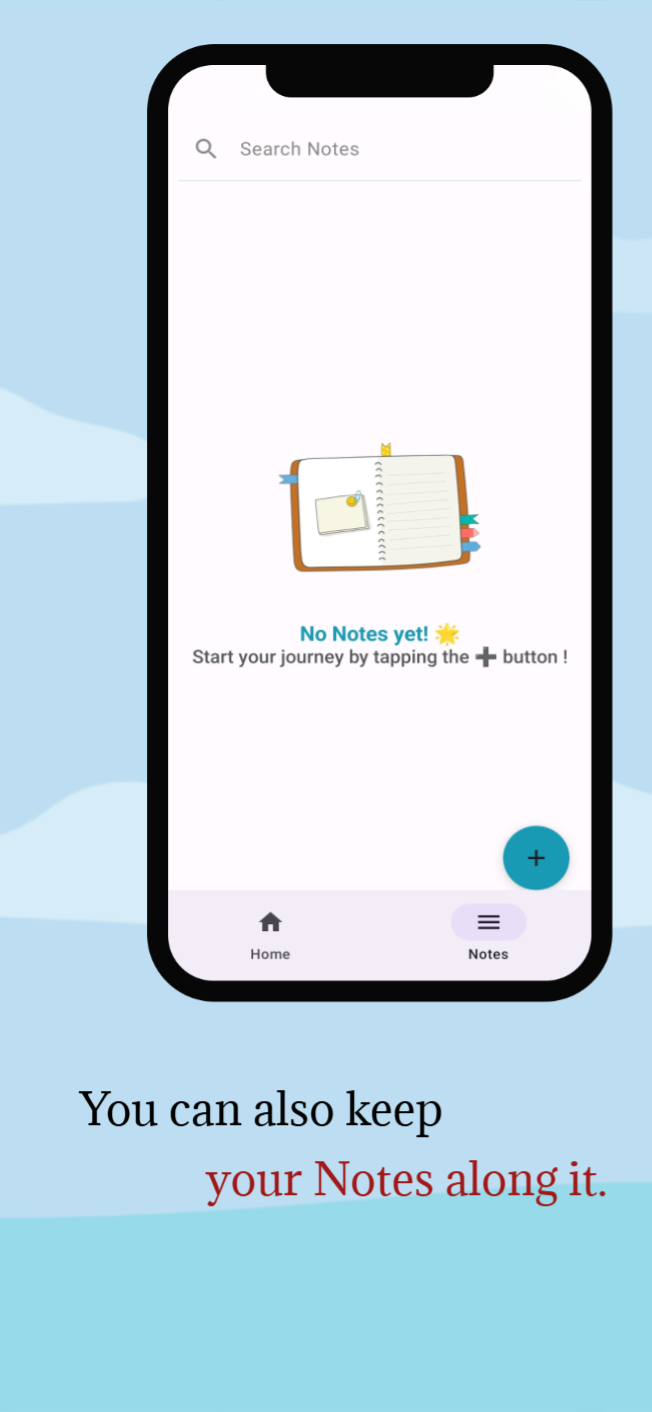 Search Notes
No Notes yet! 🌟
Start your journey by tapping the ➕ button !
Home
Notes
You can also keep
your Notes along it.